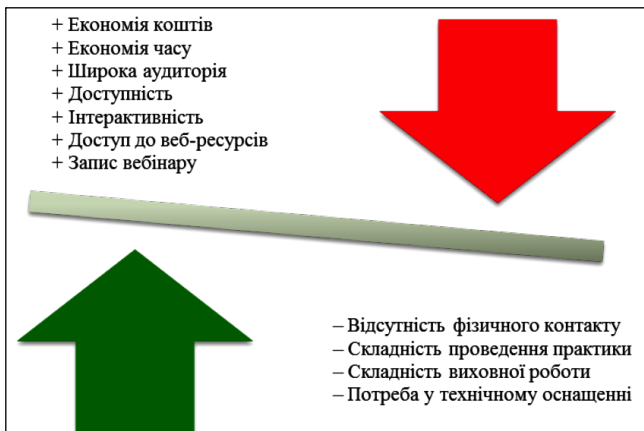 + Економія коштів
+ Економія часу
+ Широка аудиторія
+ Доступність
+ Інтерактивність
+ Доступ до веб-ресурсів
+ Запис вебінару
– Відсутність фізичного контакту
– Складність проведення практики
– Складність виховної роботи
– Потреба у технічному оснащенні